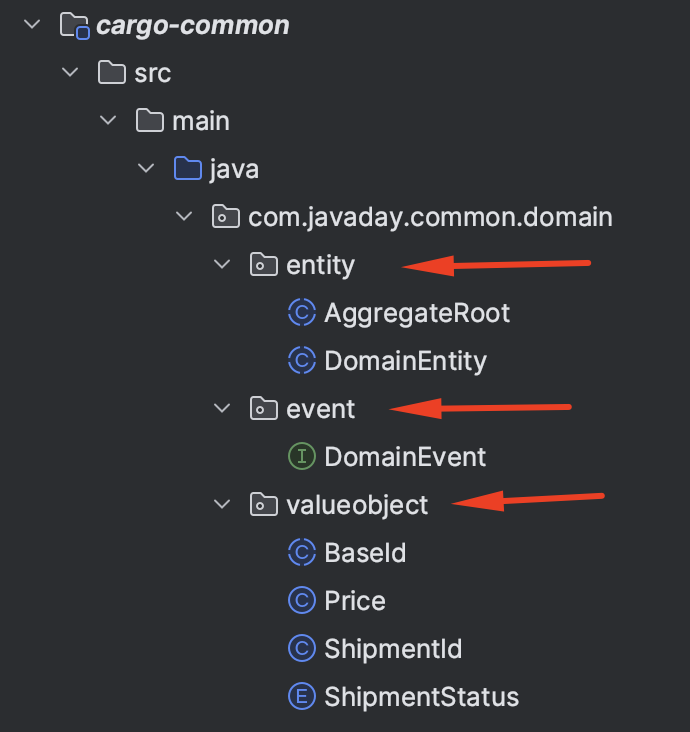 cargo-common
src
main
java
com.javaday.common.domain
entity
C AggregateRoot
C DomainEntity
event
I DomainEvent
valueobject
C BaseId
C Price
C ShipmentId
E ShipmentStatus